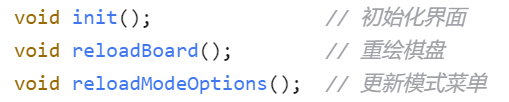 void init();                // 初始化界面
void reloadBoard();         // 重绘棋盘
void reloadModeOptions();   // 更新模式菜单